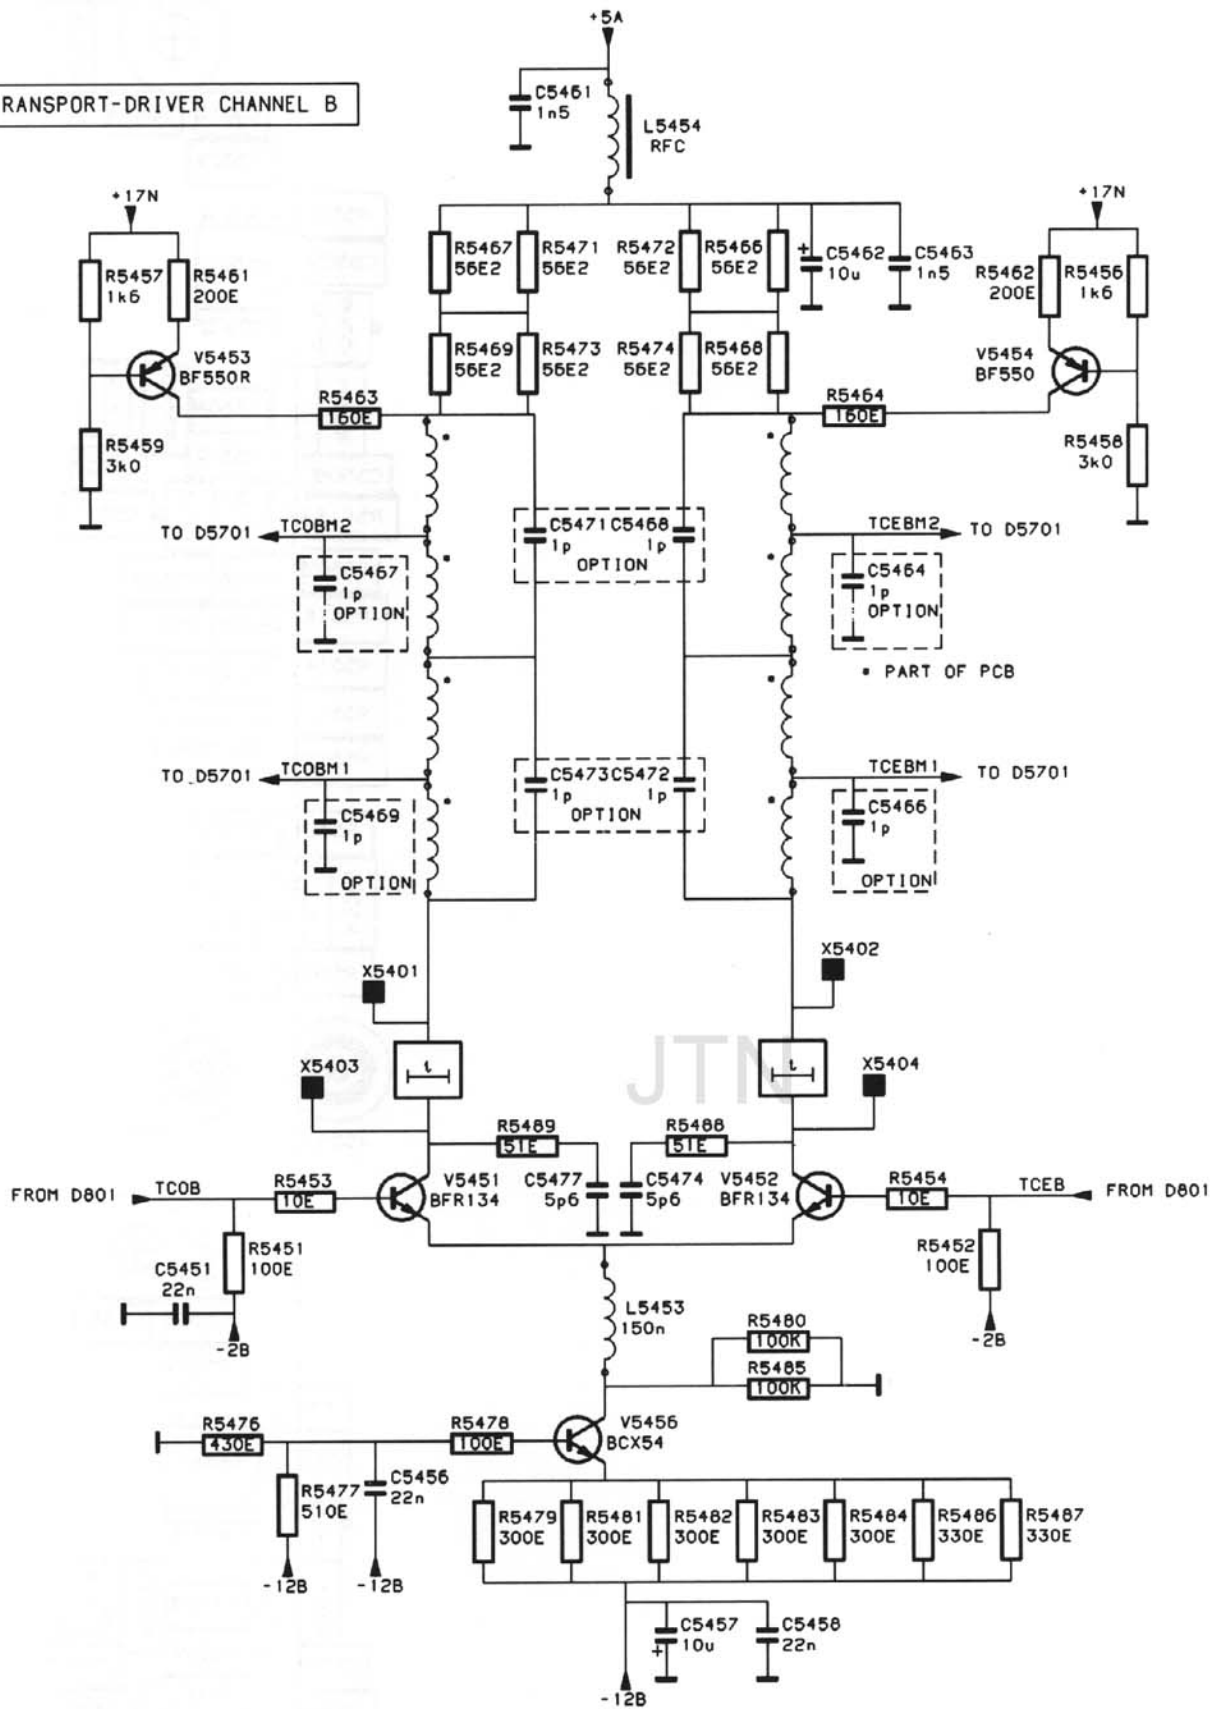 +5A
RANSPORT-DRIVER CHANNEL B
C5461
1n5
L5454
RFC
+17N
+17N
R5457
1k6
R5461
200E
R5467
56E2
R5471
56E2
R5472
56E2
R5466
56E2
C5462
10u
C5463
1n5
R5462
200E
R5456
1k6
V5453
BF550R
R5469
56E2
R5473
56E2
R5474
56E2
R5468
56E2
V5454
BF550
R5463
160E
R5464
160E
R5459
3k0
R5458
3k0
TO D5701
TCOBM2
C5471
1p
C5468
1p
OPTION
TCEBM2
TO D5701
C5467
1p
OPTION
C5464
1p
OPTION
* PART OF PCB
TO D5701
TCOBM1
C5473
1p
C5472
1p
OPTION
TCEBM1
TO D5701
C5469
1p
OPTION
C5466
1p
OPTION
X5401
X5402
JTN
X5403
t
t
X5404
R5489
51E
R5488
51E
FROM D801
TCOB
R5453
10E
V5451
BFR134
C5477
5p6
C5474
5p6
V5452
BFR134
R5454
10E
TCEB
FROM D801
R5451
100E
R5452
100E
C5451
22n
-2B
-2B
L5453
150n
R5480
100K
R5485
100K
R5476
430E
R5478
100E
V5456
BCX54
R5477
510E
C5456
22n
-12B
-12B
R5479
300E
R5481
300E
R5482
300E
R5483
300E
R5484
300E
R5486
330E
R5487
330E
C5457
10u
C5458
22n
-12B